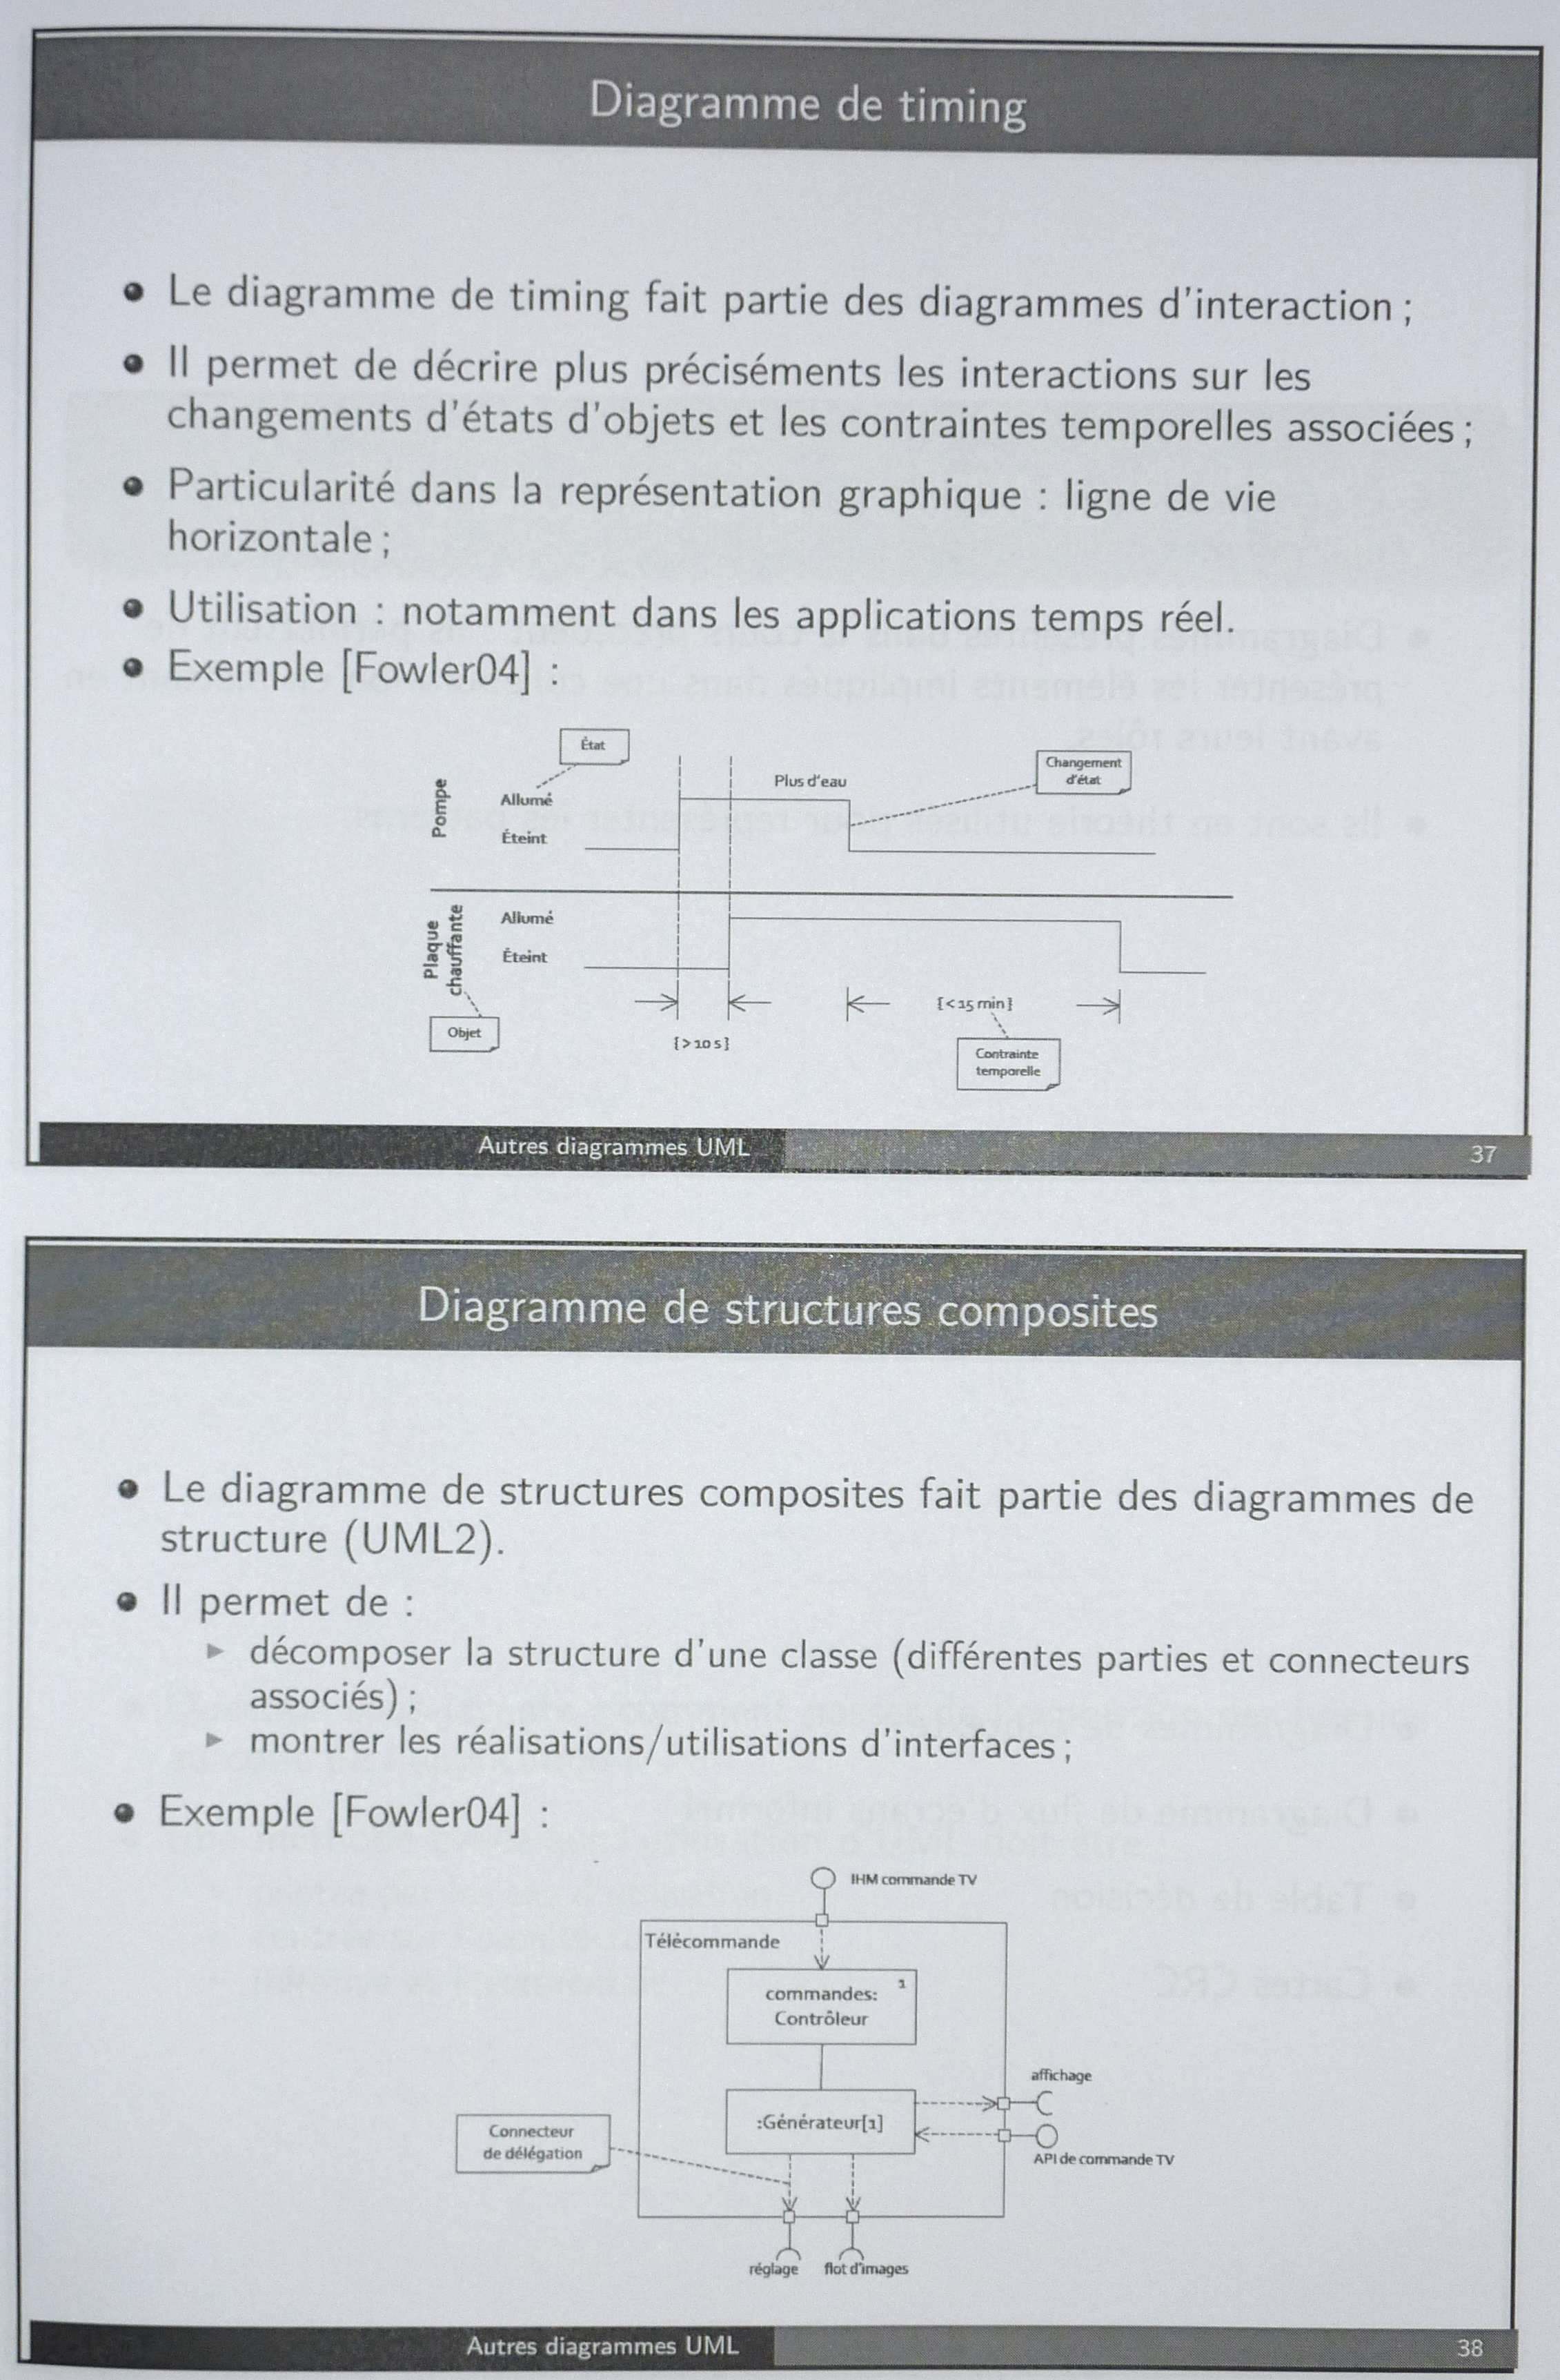 Diagramme de timing
• Le diagramme de timing fait partie des diagrammes d'interaction ;
• Il permet de décrire plus préciséments les interactions sur les
changements d'états d'objets et les contraintes temporelles associées ;
• Particularité dans la représentation graphique : ligne de vie
horizontale ;
• Utilisation : notamment dans les applications temps réel.
• Exemple [Fowler04] :
État
Changement
d'état
Plus d'eau
Pompe
Allumé
Éteint
Plaque
chauffante
Allumé
Éteint
Objet
{>10 s}
{<15 min}
Contrainte
temporelle
Autres diagrammes UML
37
Diagramme de structures composites
• Le diagramme de structures composites fait partie des diagrammes de
structure (UML2).
• Il permet de :
▶ décomposer la structure d'une classe (différentes parties et connecteurs
associés) ;
▶ montrer les réalisations/utilisations d'interfaces ;
• Exemple [Fowler04] :
IHM commande TV
Télécommande
commandes: 1
Contrôleur
affichage
:Générateur[1]
Connecteur
de délégation
API de commande TV
réglage
flot d'images
Autres diagrammes UML
38